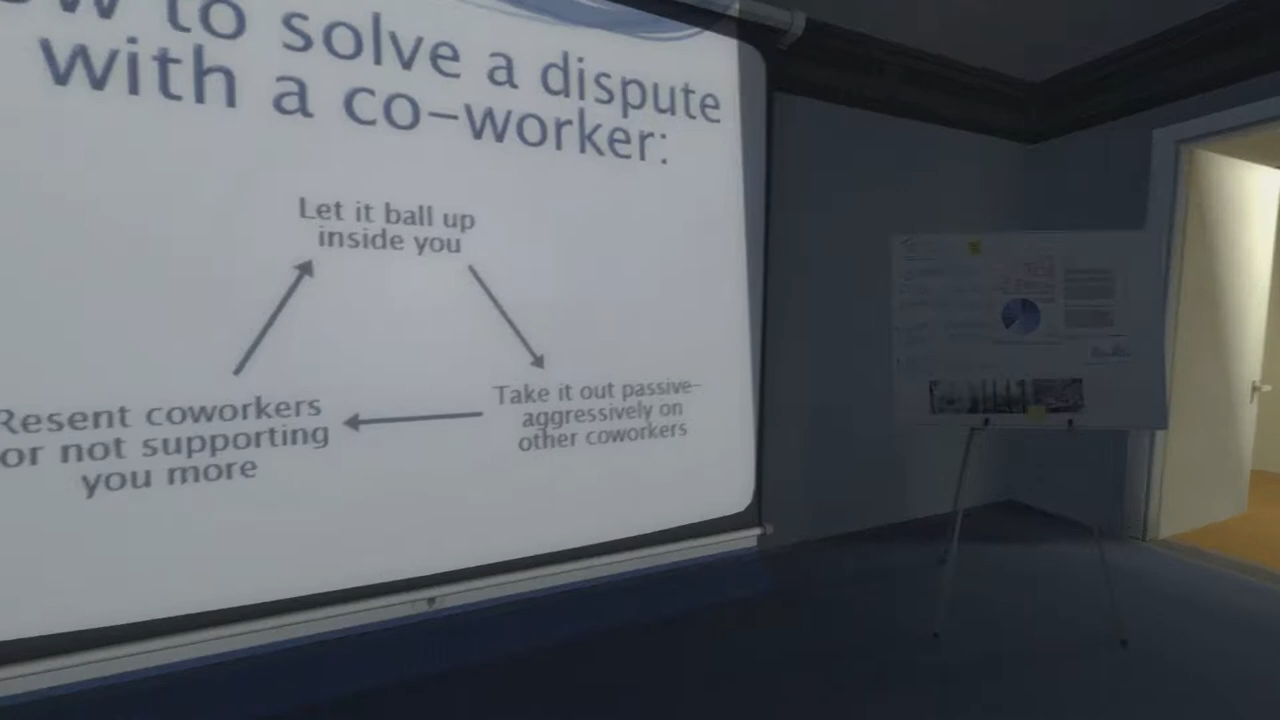 to solve a dispute
with a co-worker:
Let it ball up
inside you
Take it out passive-
aggressively on
other coworkers
Resent coworkers
or not supporting
you more